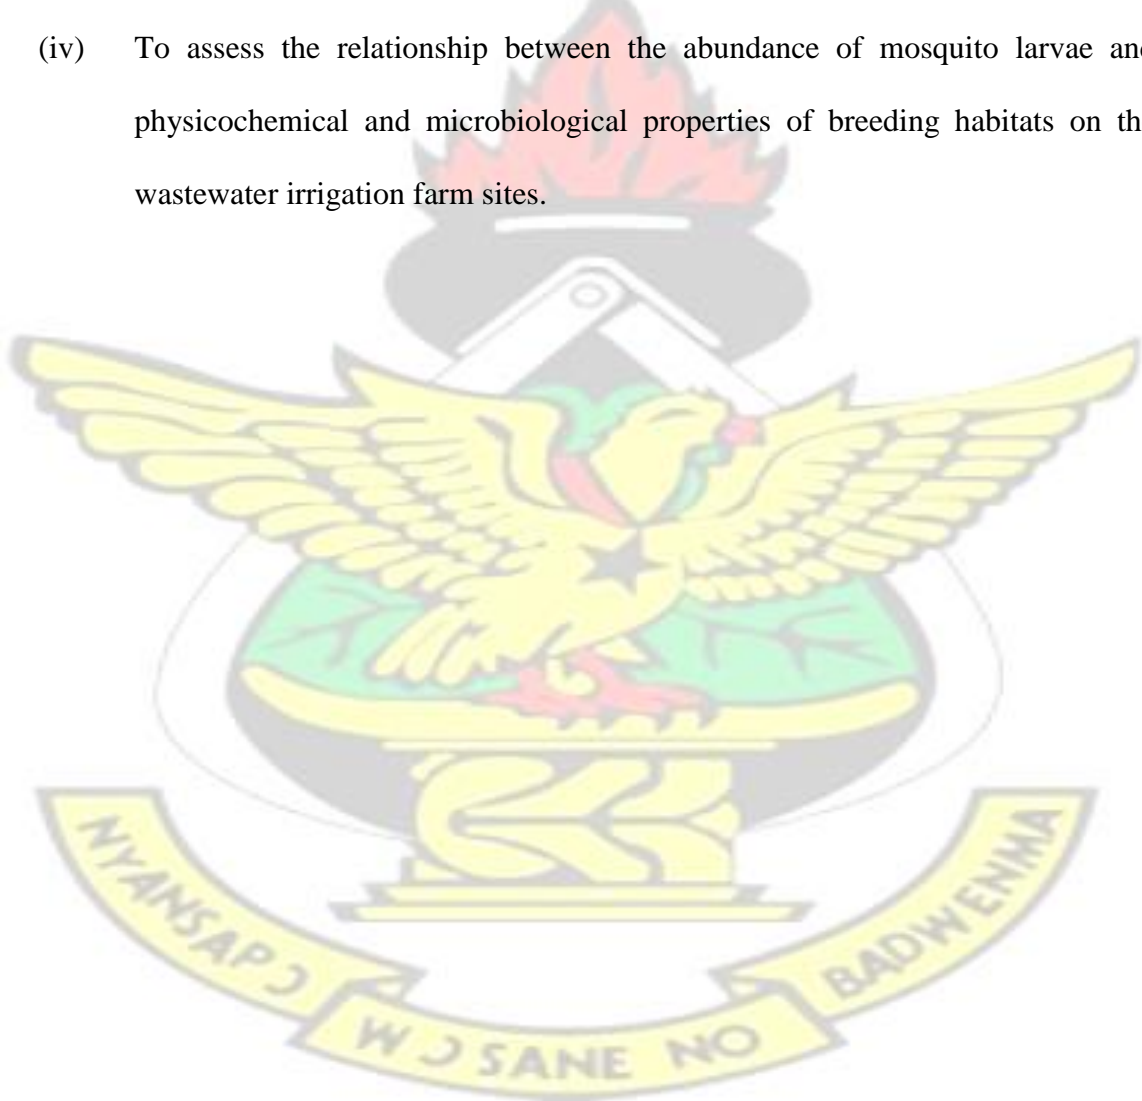 (iv) To assess the relationship between the abundance of mosquito larvae an
physicochemical and microbiological properties of breeding habitats on th
wastewater irrigation farm sites.
NYANSAPƆ WƆSANE NO BADWENMA